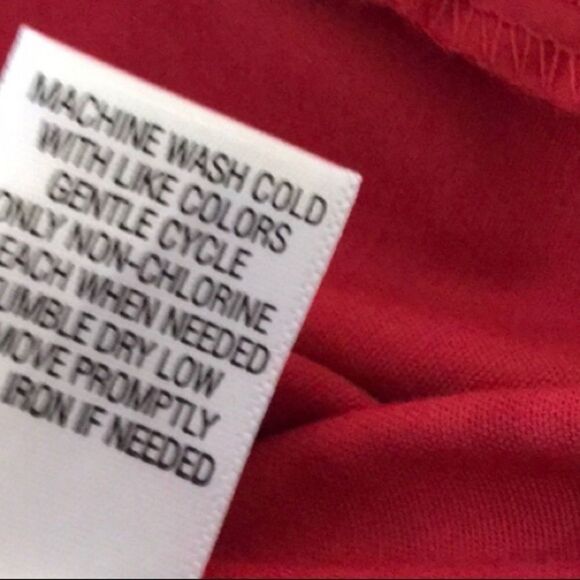 MACHINE WASH COLD
WITH LIKE COLORS
GENTLE CYCLE
ONLY NON-CHLORINE
EACH WHEN NEEDED
UMBLE DRY LOW
MOVE PROMPTLY
IRON IF NEEDED